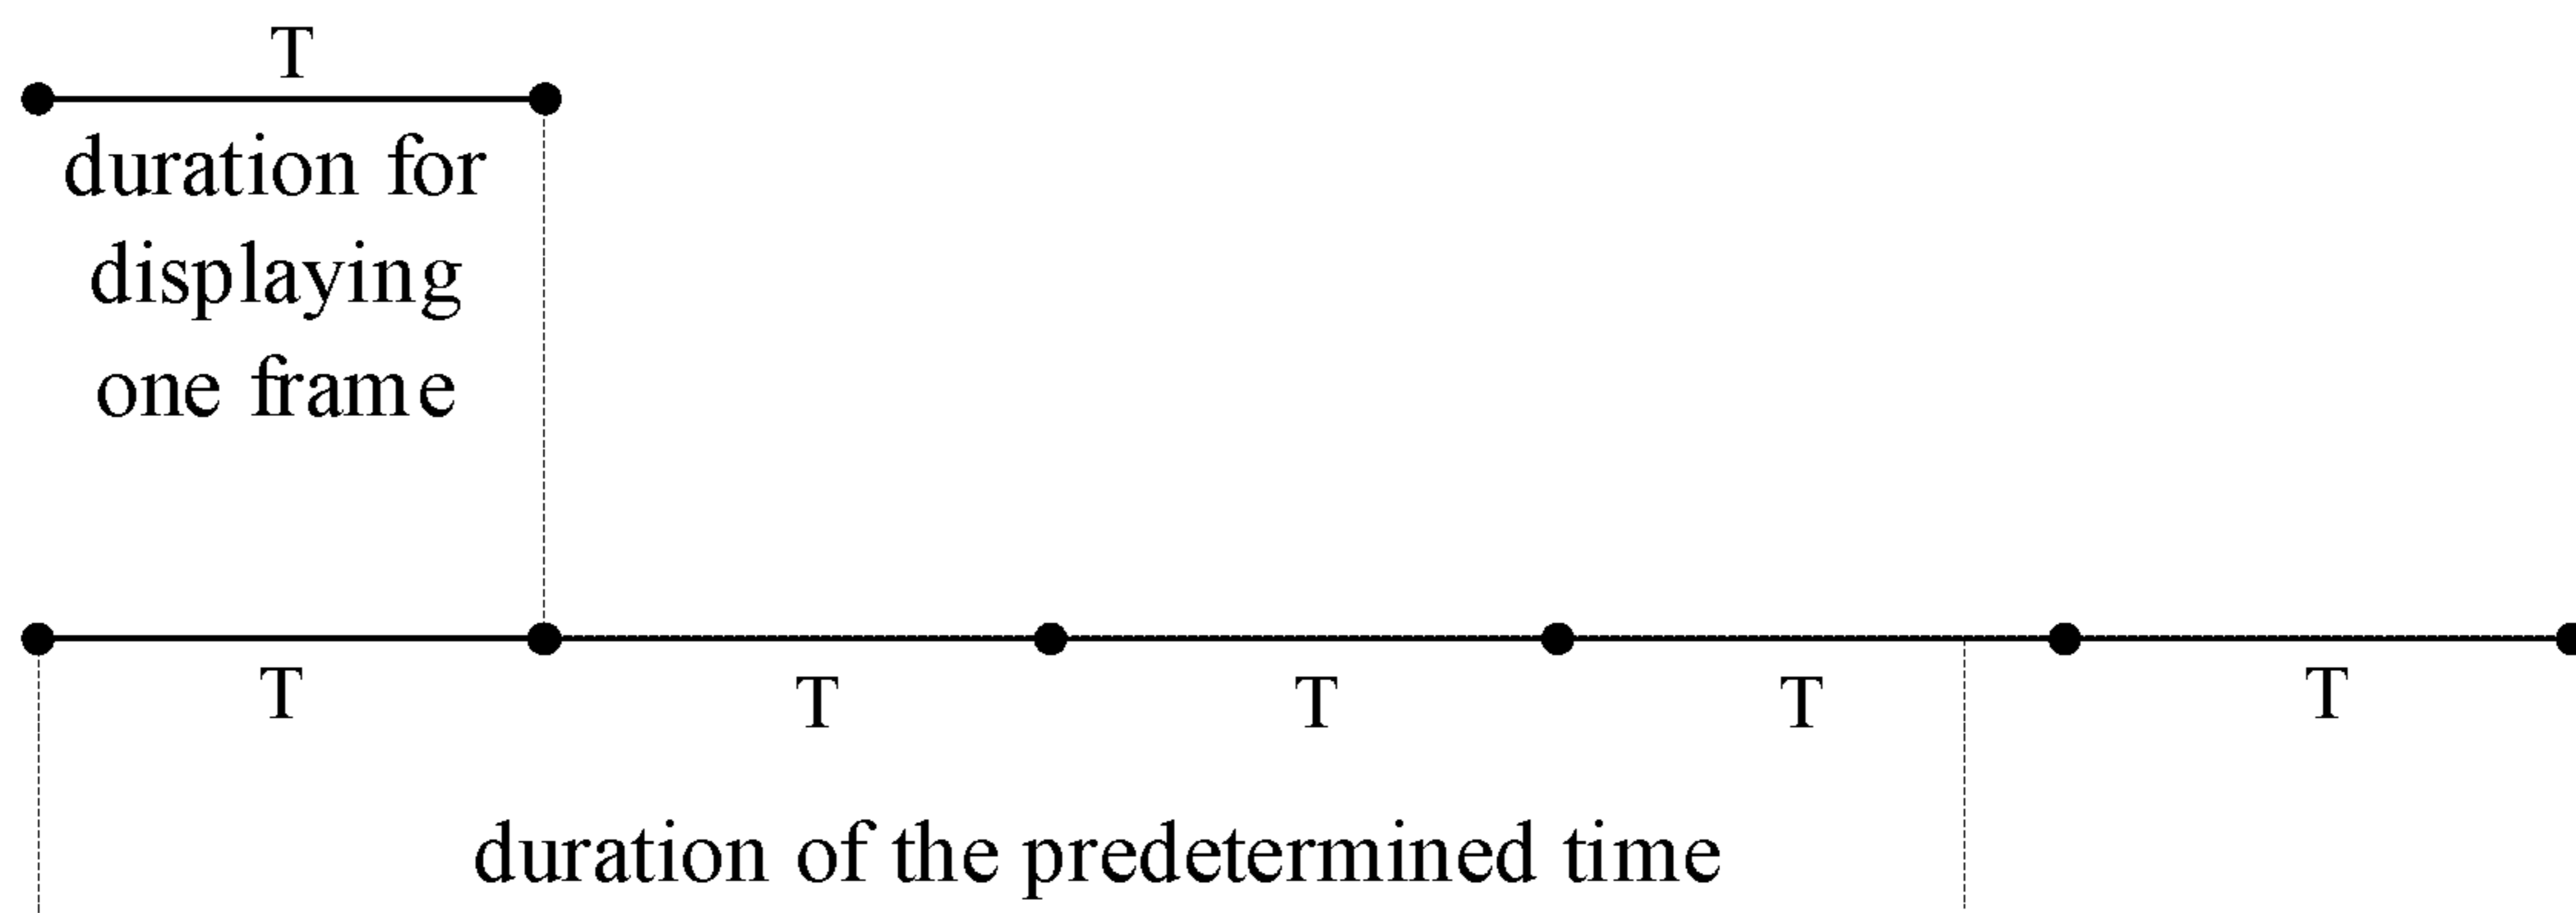 T
duration for
displaying
one frame
T T T T T
duration of the predetermined time